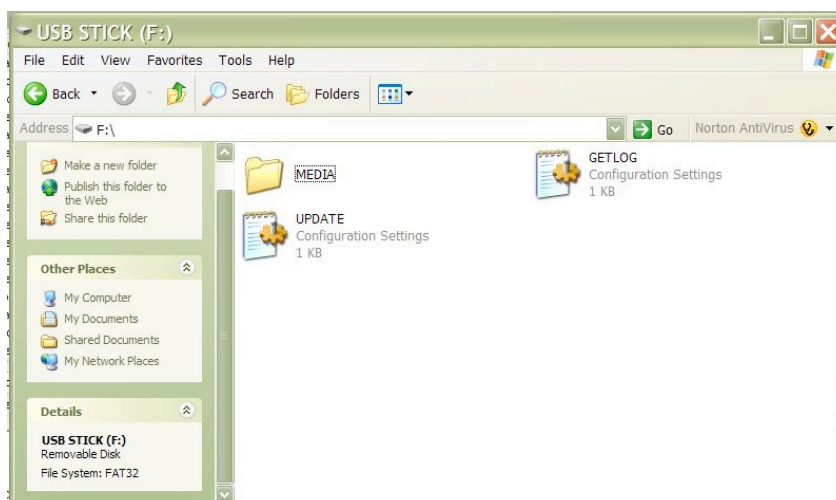 USB STICK (F:)
File Edit View Favorites Tools Help
Back Search Folders
Address F:\ Go Norton AntiVirus
Make a new folder
Publish this folder to
the Web
Share this folder
Other Places
My Computer
My Documents
Shared Documents
My Network Places
Details
USB STICK (F:)
Removable Disk
File System: FAT32
MEDIA
GETLOG
Configuration Settings
1 KB
UPDATE
Configuration Settings
1 KB